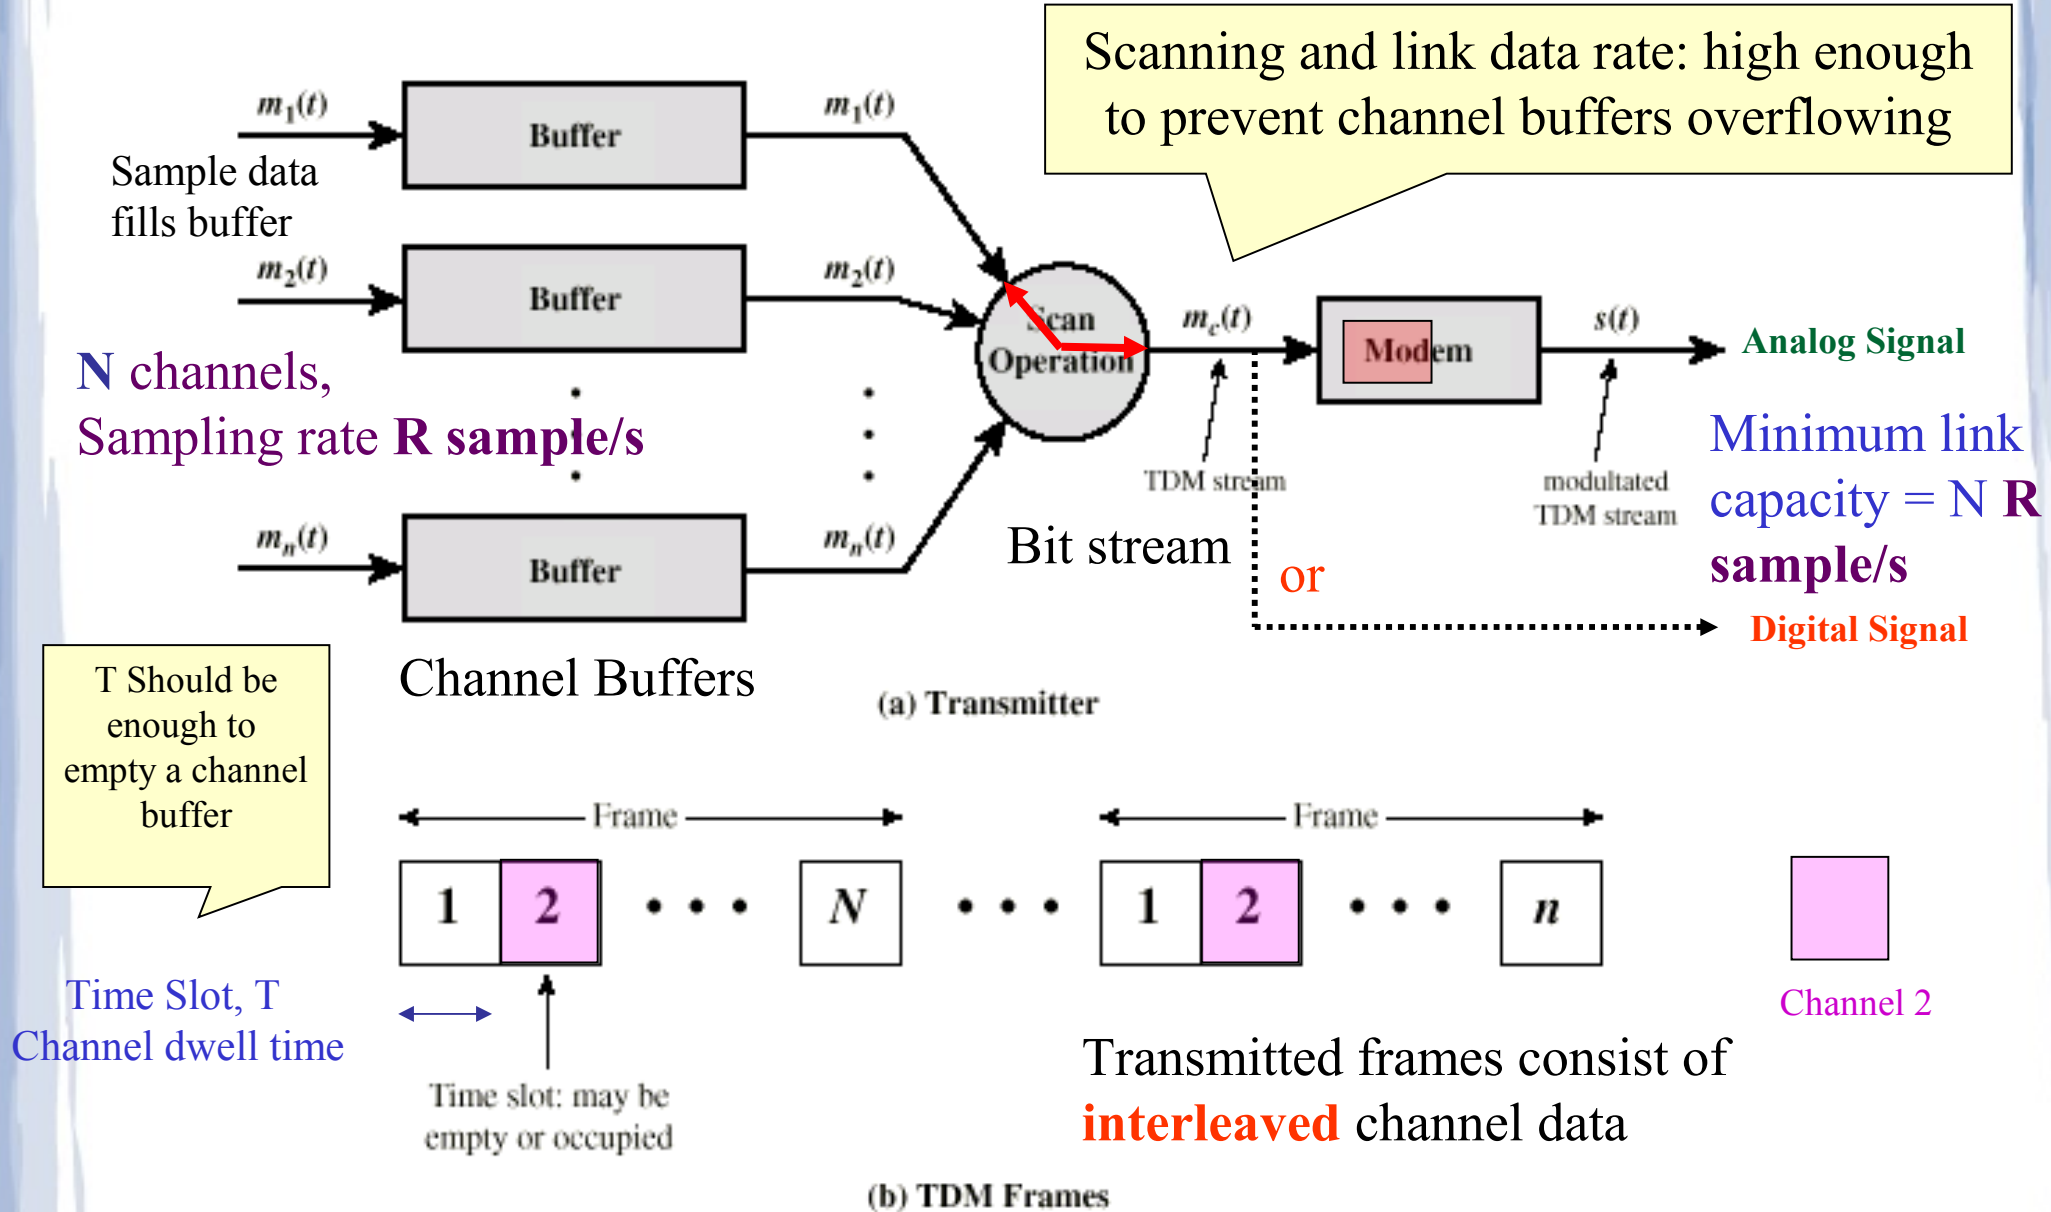 Scanning and link data rate: high enough
to prevent channel buffers overflowing
m1(t)
Buffer
m1(t)
Sample data
fills buffer
m2(t)
Buffer
m2(t)
Scan
Operation
mc(t)
Modem
s(t)
Analog Signal
N channels,
Sampling rate R sample/s
TDM stream
modultated
TDM stream
Minimum link
capacity = N R
sample/s
mn(t)
Buffer
mn(t)
Bit stream
or
Digital Signal
Channel Buffers
(a) Transmitter
T Should be
enough to
empty a channel
buffer
Frame
Frame
1 2 • • • N • • • 1 2 • • • n
Time Slot, T
Channel dwell time
Channel 2
Time slot: may be
empty or occupied
Transmitted frames consist of
interleaved channel data
(b) TDM Frames